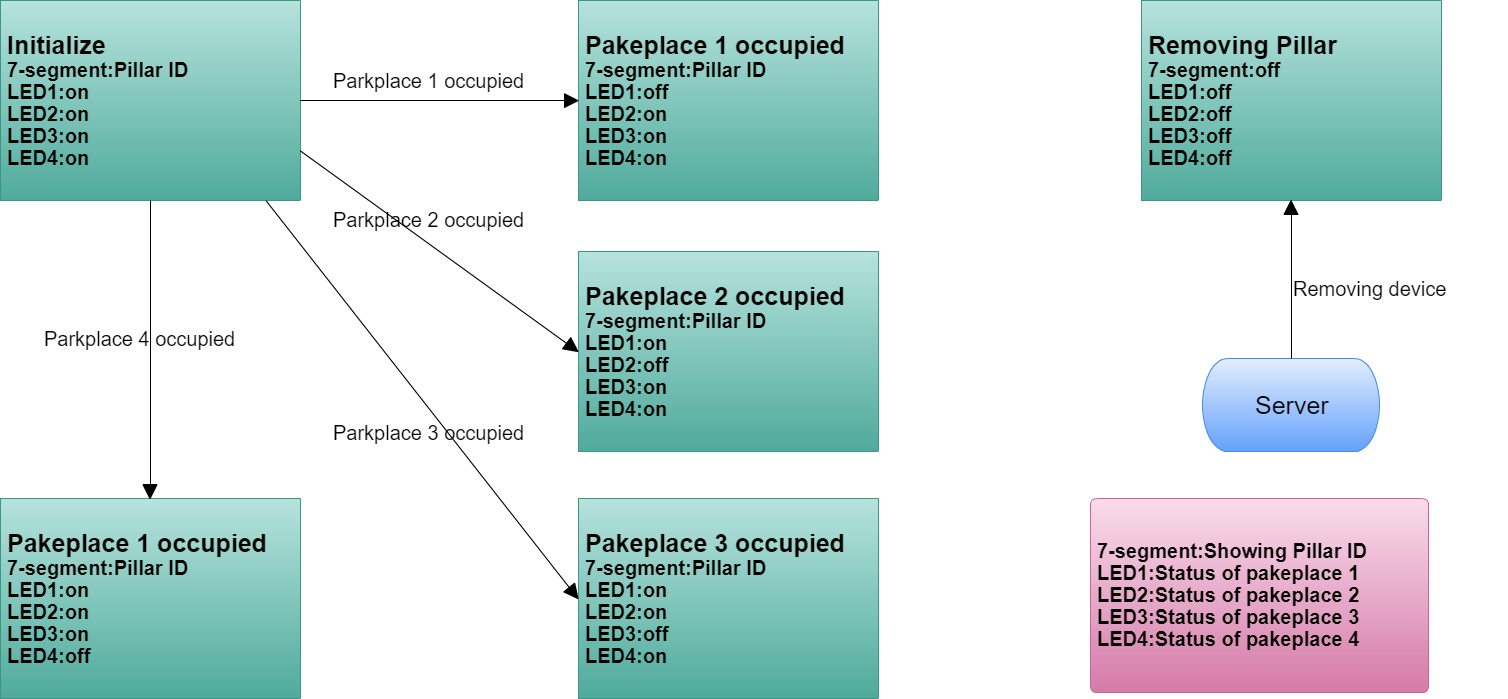 Initialize
7-segment:Pillar ID
LED1:on
LED2:on
LED3:on
LED4:on
Parkplace 1 occupied
Pakeplace 1 occupied
7-segment:Pillar ID
LED1:off
LED2:on
LED3:on
LED4:on
Removing Pillar
7-segment:off
LED1:off
LED2:off
LED3:off
LED4:off
Parkplace 2 occupied
Pakeplace 2 occupied
7-segment:Pillar ID
LED1:on
LED2:off
LED3:on
LED4:on
Removing device
Parkplace 4 occupied
Server
Parkplace 3 occupied
Pakeplace 1 occupied
7-segment:Pillar ID
LED1:on
LED2:on
LED3:on
LED4:off
Pakeplace 3 occupied
7-segment:Pillar ID
LED1:on
LED2:on
LED3:off
LED4:on
7-segment:Showing Pillar ID
LED1:Status of pakeplace 1
LED2:Status of pakeplace 2
LED3:Status of pakeplace 3
LED4:Status of pakeplace 4